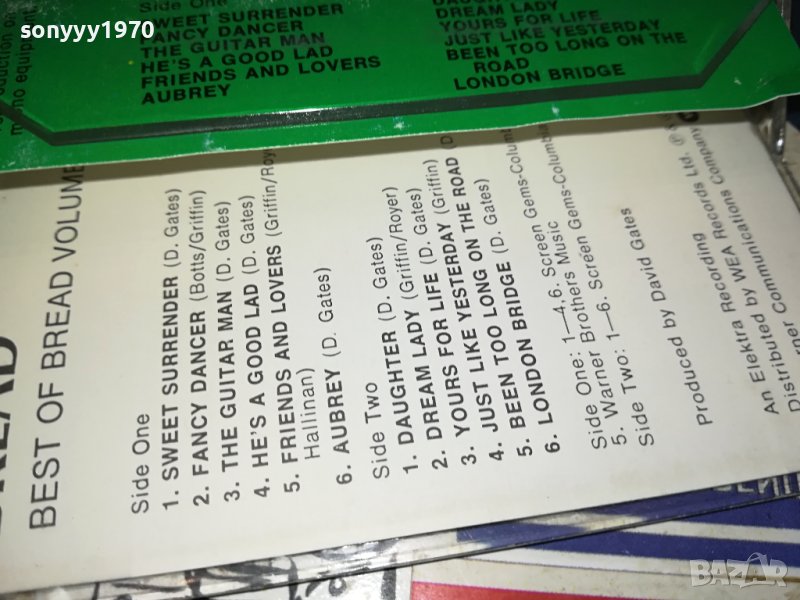 sonyyy1970
Side One
SWEET SURRENDER
FANCY DANCER
THE GUITAR MAN
HE'S A GOOD LAD
FRIENDS AND LOVERS
AUBREY
DREAM LADY
YOURS FOR LIFE
JUST LIKE YESTERDAY
BEEN TOO LONG ON THE
ROAD
LONDON BRIDGE
BEST OF BREAD VOLUME
Side One
1. SWEET SURRENDER (D. Gates)
2. FANCY DANCER (Botts/Griffin)
3. THE GUITAR MAN (D. Gates)
4. HE'S A GOOD LAD (D. Gates)
5. FRIENDS AND LOVERS (Griffin/Roy
Hallinan)
6. AUBREY (D. Gates)
Side Two
1. DAUGHTER (D. Gates)
2. DREAM LADY (Griffin/Royer)
3. YOURS FOR LIFE (D. Gates)
4. JUST LIKE YESTERDAY (Griffin)
5. BEEN TOO LONG ON THE ROAD
6. LONDON BRIDGE (D. Gates)
Side One: 1—4, 6. Screen Gems-Columbia
5. Warner Brothers Music
Side Two: 1—6. Screen Gems-Columbia
Produced by David Gates
An Elektra Recording
Distributed by WEA Records Ltd.
Communications Company
BAZAR